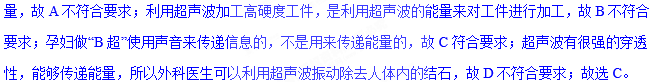 量，故 A 不符合要求；利用超声波加工高硬度工件，是利用超声波的能量来对工件进行加工，故 B 不符合
要求；孕妇做“B 超”使用声音来传递信息的，不是用来传递能量的，故 C 符合要求；超声波有很强的穿透
性，能够传递能量，所以外科医生可以利用超声波振动除去人体内的结石，故 D 不符合要求；故选 C。